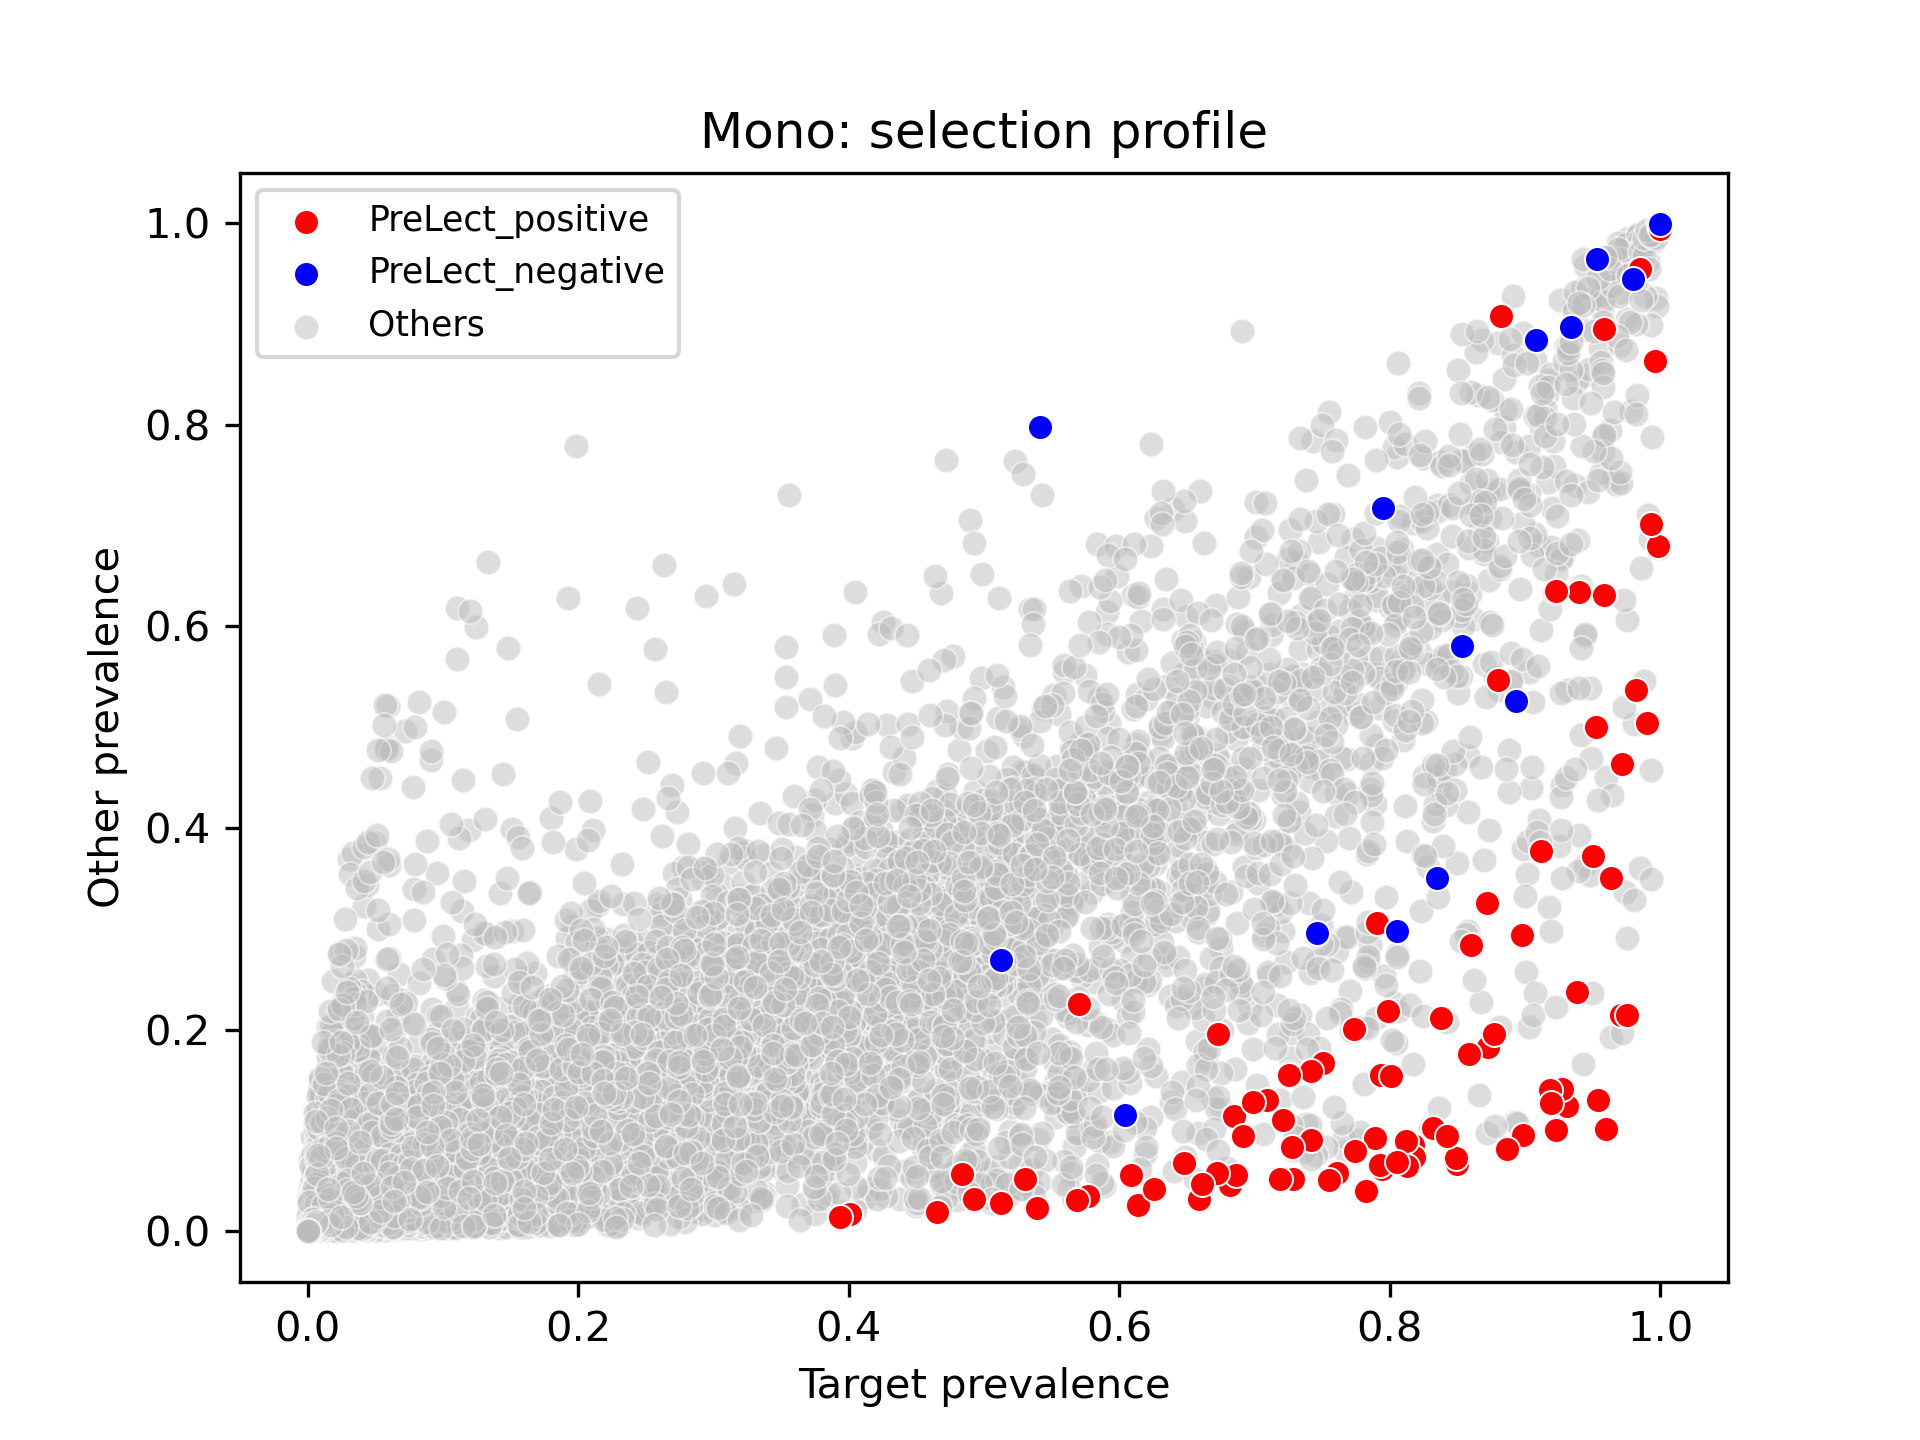 Mono: selection profile
PreLect_positive
PreLect_negative
Others
1.0
0.8
0.6
0.4
0.2
0.0
Other prevalence
0.0 0.2 0.4 0.6 0.8 1.0
Target prevalence